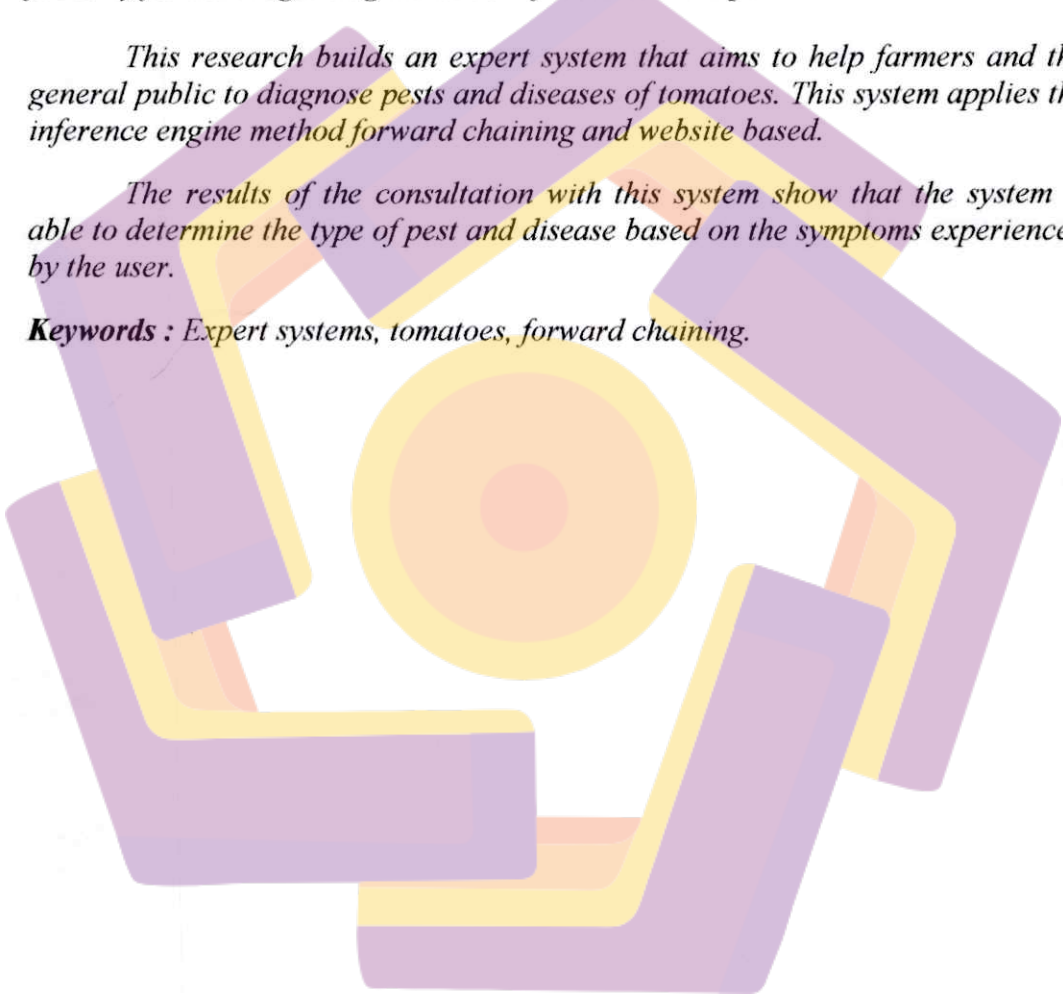 This research builds an expert system that aims to help farmers and th
general public to diagnose pests and diseases of tomatoes. This system applies th
inference engine method forward chaining and website based.
The results of the consultation with this system show that the system
able to determine the type of pest and disease based on the symptoms experience
by the user.
Keywords : Expert systems, tomatoes, forward chaining.